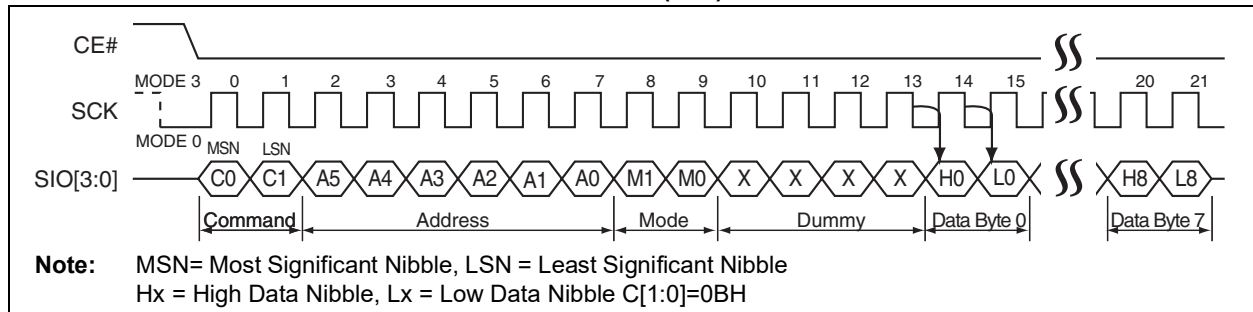 CE#
MODE 3 0 1 2 3 4 5 6 7 8 9 10 11 12 13 14 15 20 21
SCK
MODE 0 MSN LSN
SIO[3:0] C0 C1 A5 A4 A3 A2 A1 A0 M1 M0 X X X X H0 L0 H8 L8
Command Address Mode Dummy Data Byte 0 Data Byte 7
Note: MSN= Most Significant Nibble, LSN = Least Significant Nibble
Hx = High Data Nibble, Lx = Low Data Nibble C[1:0]=0BH